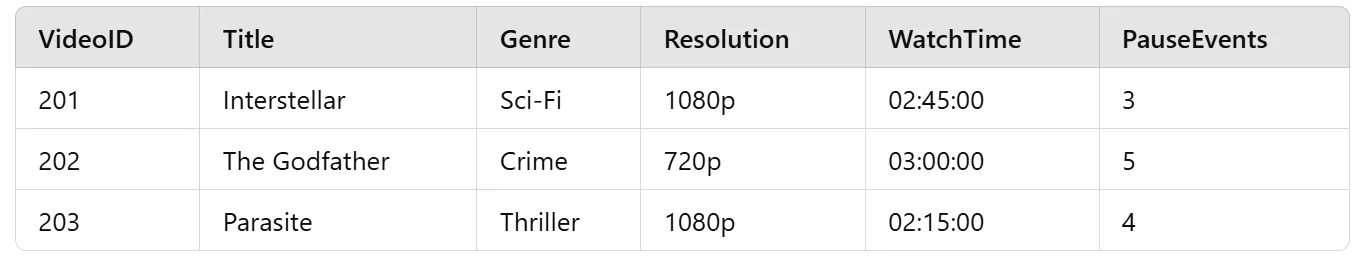 VideoID Title Genre Resolution WatchTime PauseEvents
201 Interstellar Sci-Fi 1080p 02:45:00 3
202 The Godfather Crime 720p 03:00:00 5
203 Parasite Thriller 1080p 02:15:00 4